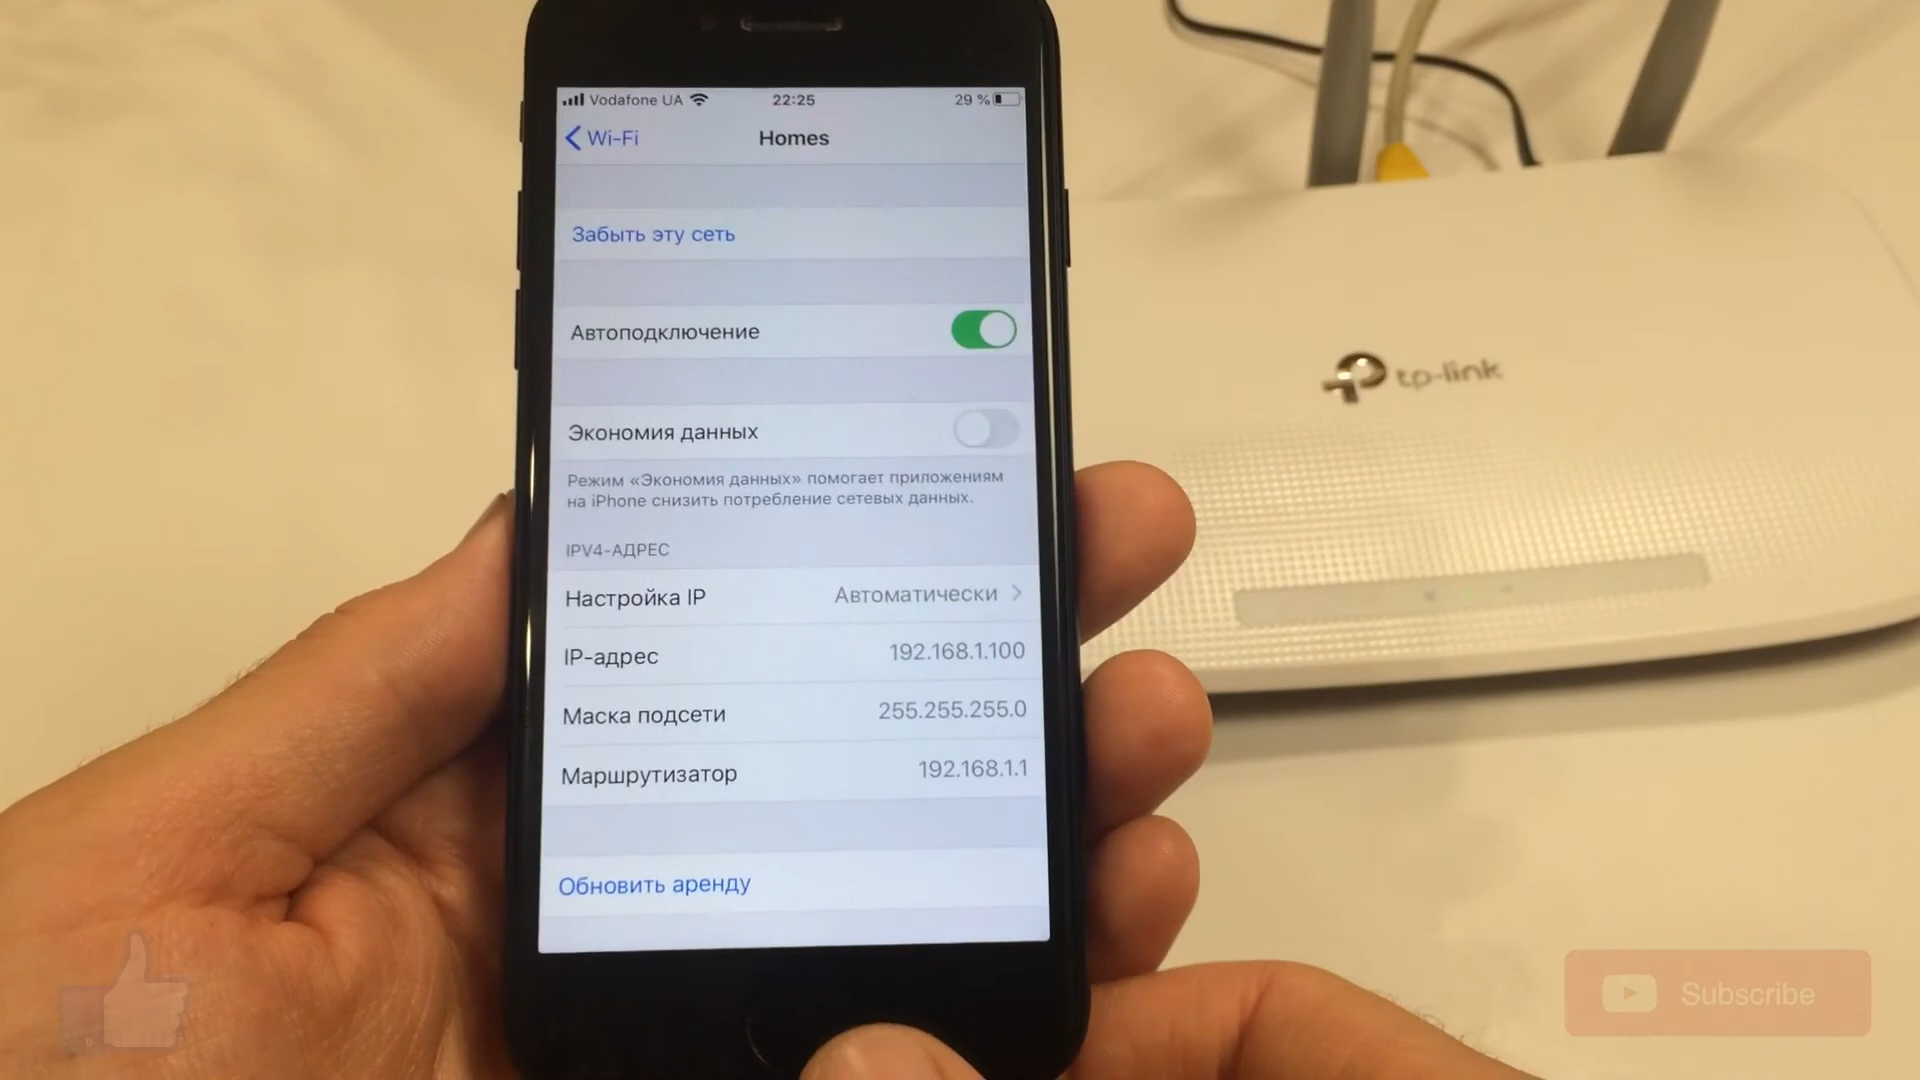 Vodafone UA 22:25 29 %
Wi-Fi Homes
Забыть эту сеть
Автоподключение
Экономия данных
Режим «Экономия данных» помогает приложениям
на iPhone снизить потребление сетевых данных.
IPV4-АДРЕС
Настройка IP Автоматически
IP-адрес 192.168.1.100
Маска подсети 255.255.255.0
Маршрутизатор 192.168.1.1
Обновить аренду
tp-link
Subscribe